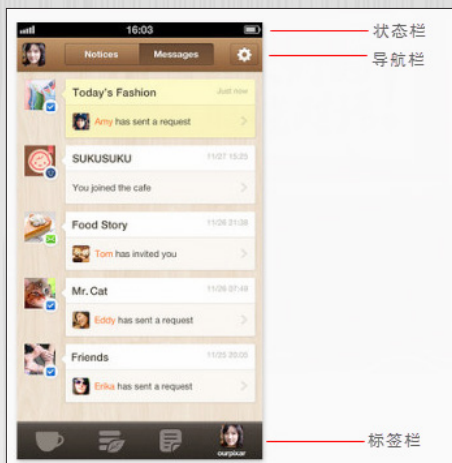 16:03
状态栏
Notices
Messages
导航栏
Today's Fashion
Just now
Amy has sent a request
SUKUSUKU
11/27 15:25
You joined the cafe
Food Story
11/26 21:38
Tom has invited you
Mr. Cat
11/26 07:48
Eddy has sent a request
Friends
11/25 20:00
Erika has sent a request
ourpixar
标签栏